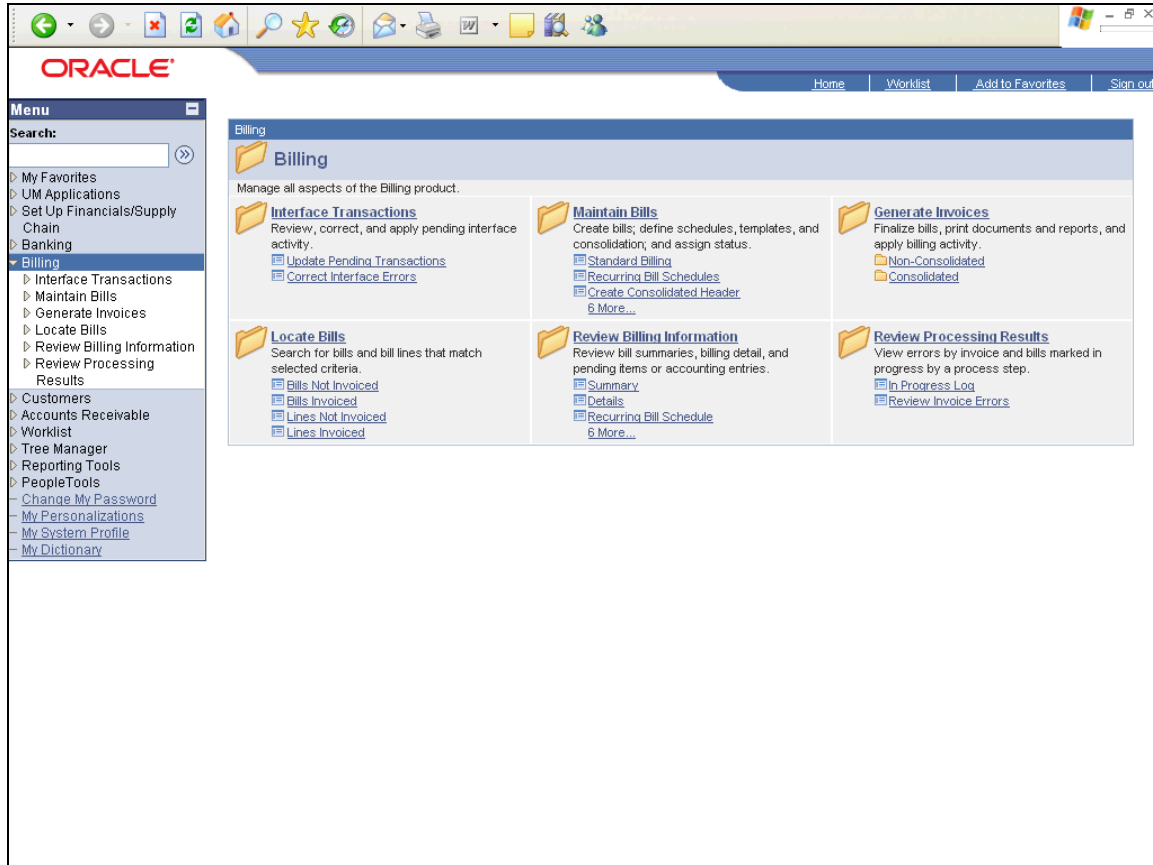 ORACLE
Home
Worklist
Add to Favorites
Sign out
Menu
Search:
My Favorites
UM Applications
Set Up Financials/Supply
Chain
Banking
Billing
Interface Transactions
Maintain Bills
Generate Invoices
Locate Bills
Review Billing Information
Review Processing
Results
Customers
Accounts Receivable
Worklist
Tree Manager
Reporting Tools
PeopleTools
Change My Password
My Personalizations
My System Profile
My Dictionary
Billing
Billing
Manage all aspects of the Billing product.
Interface Transactions
Review, correct, and apply pending interface
activity.
Update Pending Transactions
Correct Interface Errors
Maintain Bills
Create bills; define schedules, templates, and
consolidation; and assign status.
Standard Billing
Recurring Bill Schedules
Create Consolidated Header
6 More...
Generate Invoices
Finalize bills, print documents and reports, and
apply billing activity.
Non-Consolidated
Consolidated
Locate Bills
Search for bills and bill lines that match
selected criteria.
Bills Not Invoiced
Bills Invoiced
Lines Not Invoiced
Lines Invoiced
Review Billing Information
Review bill summaries, billing detail, and
pending items or accounting entries.
Summary
Details
Recurring Bill Schedule
6 More...
Review Processing Results
View errors by invoice and bills marked in
progress by a process step.
In Progress Log
Review Invoice Errors